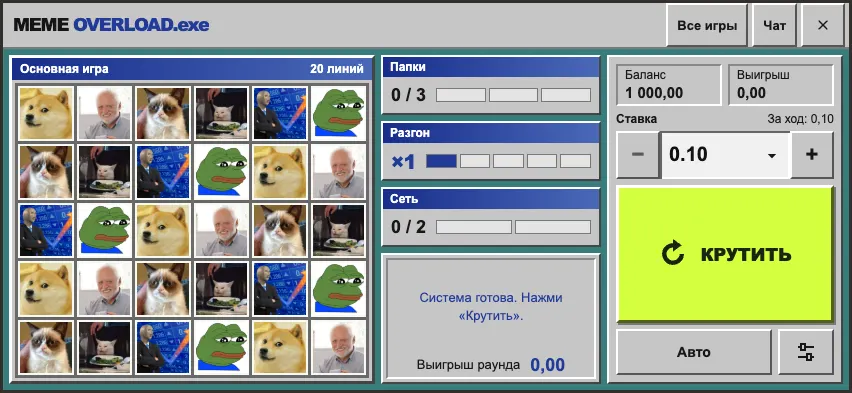 MEME OVERLOAD.exe
Все игры
Чат
×
Основная игра
20 линий
Папки
0 / 3
Разгон
×1
Сеть
0 / 2
Система готова. Нажми
«Крутить».
Выигрыш раунда 0,00
Баланс
1 000,00
Выигрыш
0,00
Ставка
За ход: 0,10
−
0.10
+
КРУТИТЬ
Авто